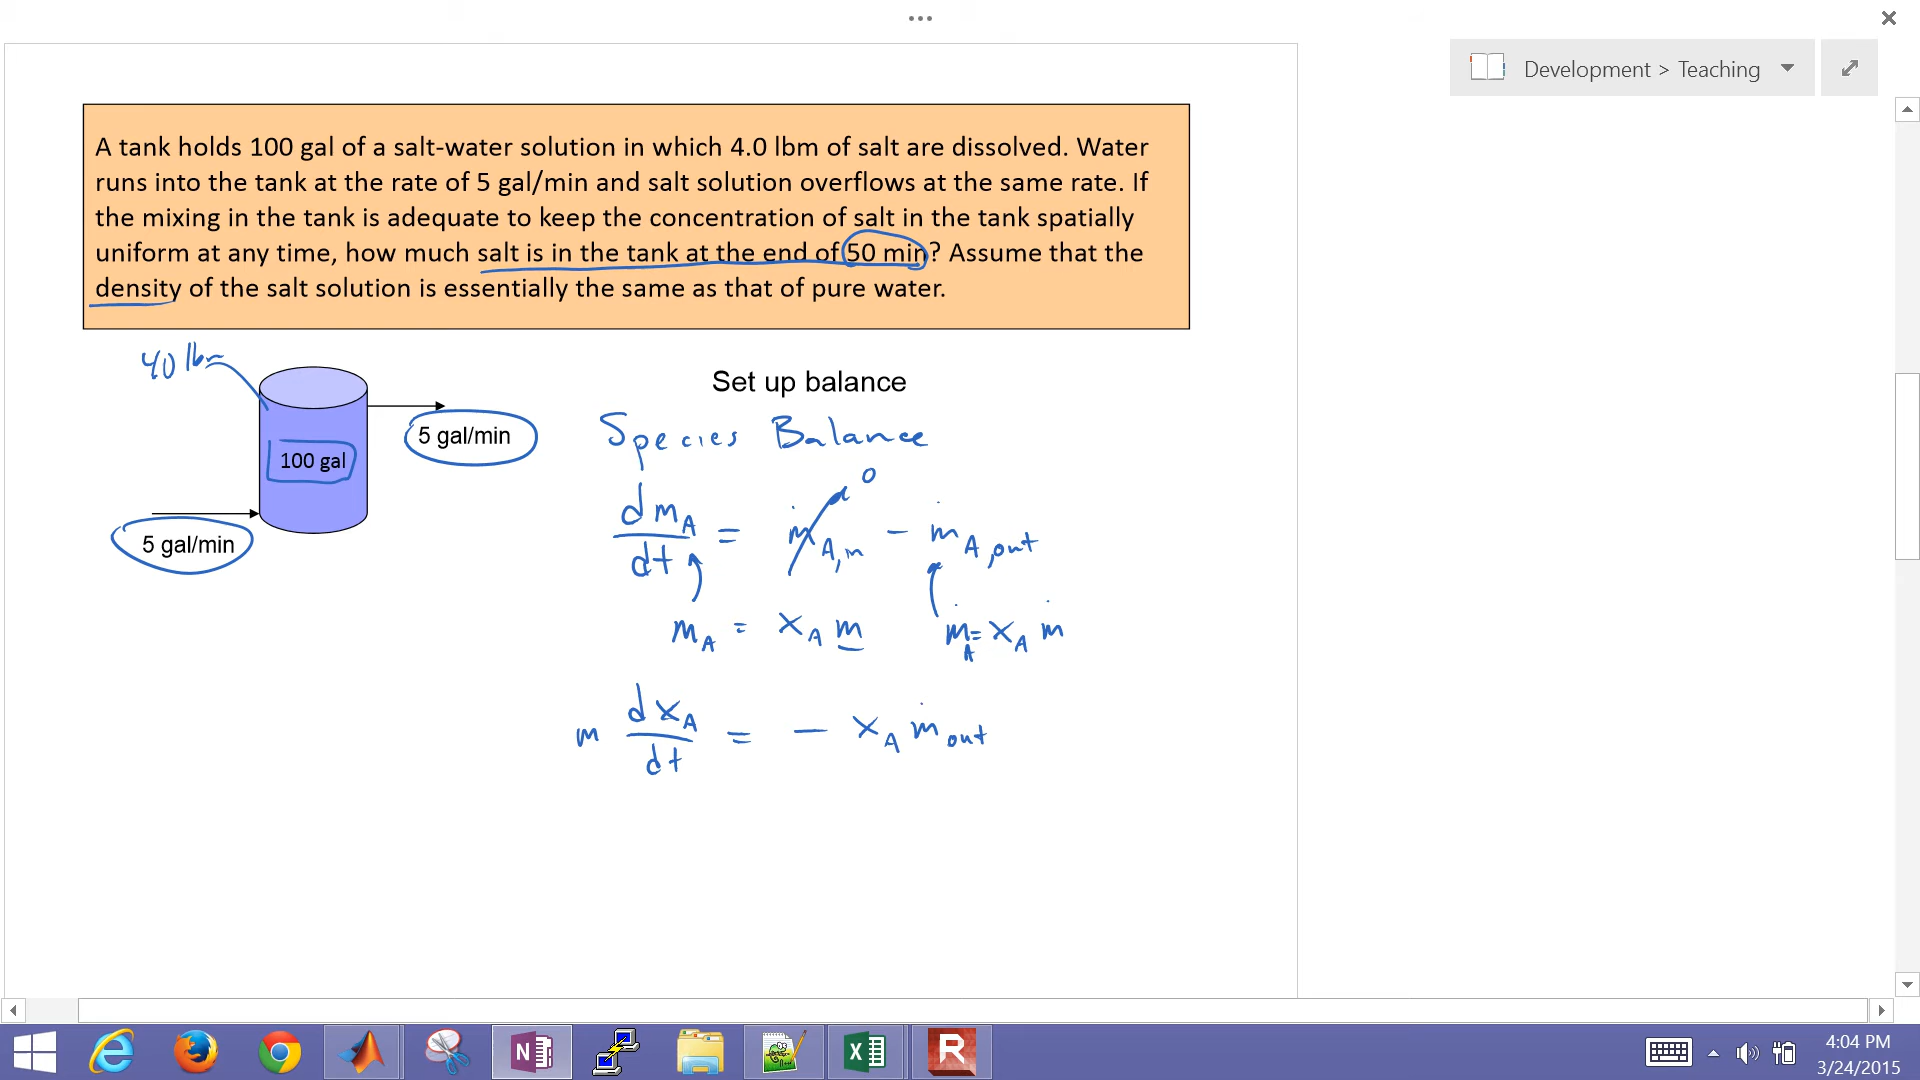 Development > Teaching
A tank holds 100 gal of a salt-water solution in which 4.0 lbm of salt are dissolved. Water
runs into the tank at the rate of 5 gal/min and salt solution overflows at the same rate. If
the mixing in the tank is adequate to keep the concentration of salt in the tank spatially
uniform at any time, how much salt is in the tank at the end of 50 min? Assume that the
density of the salt solution is essentially the same as that of pure water.
40 lbm
100 gal
5 gal/min
5 gal/min
Set up balance
Species Balance
dm_A/dt = ṁ_A,in 0 − ṁ_A,out
m_A = x_A m   ṁ_A = x_A ṁ
m dx_A/dt = − x_A ṁ_out
N
X
R
4:04 PM
3/24/2015